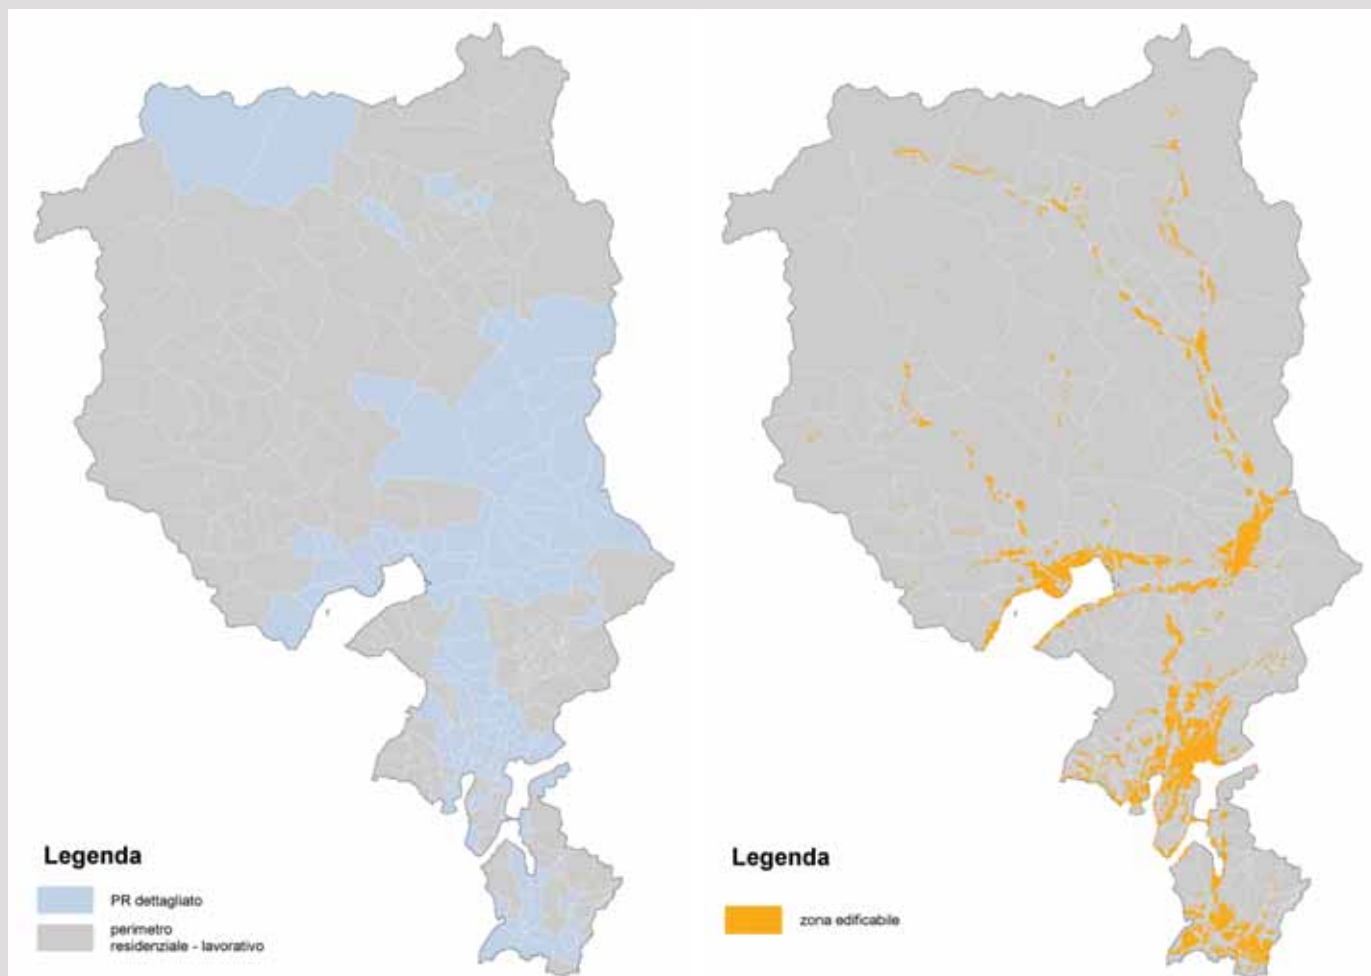 Legenda
PR dettagliato
perimetro
residenziale - lavorativo
Legenda
zona edificabile